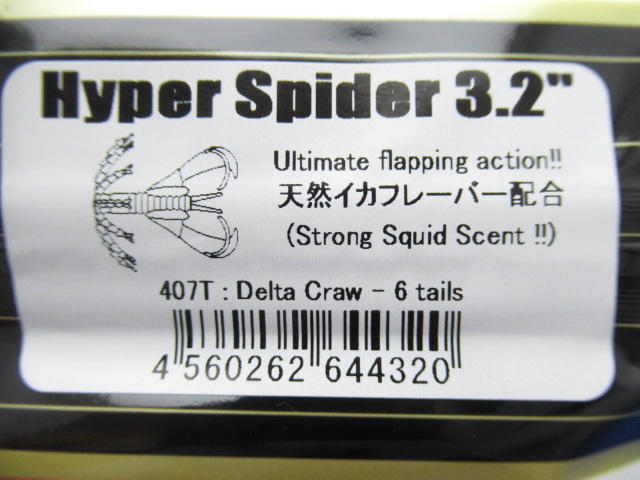 Hyper Spider 3.2"
Ultimate flapping action!!
天然イカフレーバー配合
(Strong Squid Scent !!)
407T : Delta Craw - 6 tails
4 560262 644320